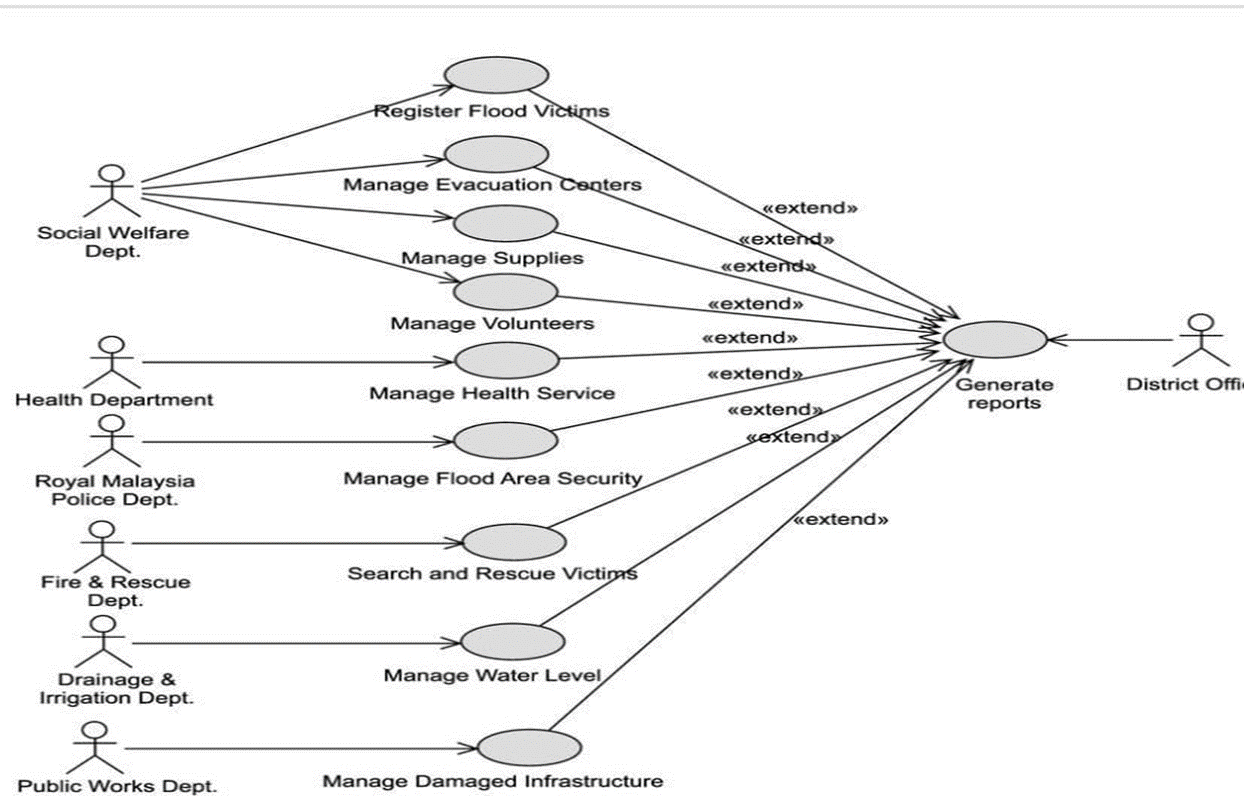 Register Flood Victims
Manage Evacuation Centers
Social Welfare
Dept.
Manage Supplies
Manage Volunteers
Health Department
Manage Health Service
Royal Malaysia
Police Dept.
Manage Flood Area Security
Fire & Rescue
Dept.
Search and Rescue Victims
Drainage &
Irrigation Dept.
Manage Water Level
Public Works Dept.
Manage Damaged Infrastructure
«extend»
«extend»
«extend»
«extend»
«extend»
«extend»
«extend»
«extend»
«extend»
Generate
reports
District